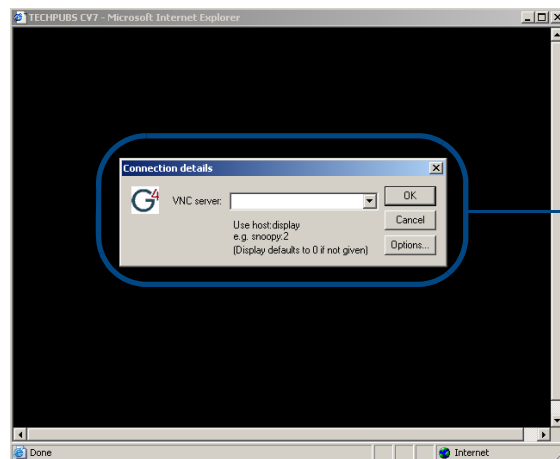 TECHPUBS CV7 - Microsoft Internet Explorer
Connection details
G4
VNC server:
OK
Use host:display
e.g. snoopy:2
(Display defaults to 0 if not given)
Cancel
Options...
Done
Internet